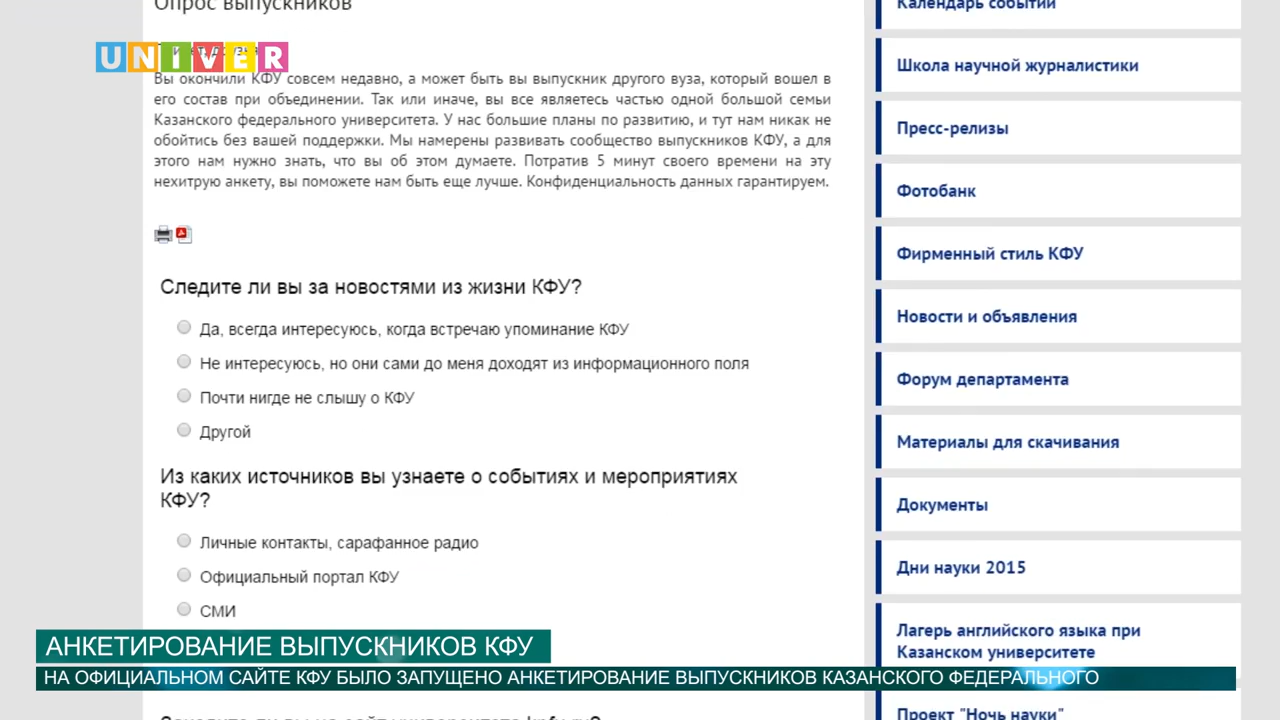 Опрос выпускников
UNIVER
Вы окончили КФУ совсем недавно, а может быть вы выпускник другого вуза, который вошел в
его состав при объединении. Так или иначе, вы все являетесь частью одной большой семьи
Казанского федерального университета. У нас большие планы по развитию, и тут нам никак не
обойтись без вашей поддержки. Мы намерены развивать сообщество выпускников КФУ, а для
этого нам нужно знать, что вы об этом думаете. Потратив 5 минут своего времени на эту
нехитрую анкету, вы поможете нам быть еще лучше. Конфиденциальность данных гарантируем.
Следите ли вы за новостями из жизни КФУ?
Да, всегда интересуюсь, когда встречаю упоминание КФУ
Не интересуюсь, но они сами до меня доходят из информационного поля
Почти нигде не слышу о КФУ
Другой
Из каких источников вы узнаете о событиях и мероприятиях
КФУ?
Личные контакты, сарафанное радио
Официальный портал КФУ
СМИ
Календарь событий
Школа научной журналистики
Пресс-релизы
Фотобанк
Фирменный стиль КФУ
Новости и объявления
Форум департамента
Материалы для скачивания
Документы
Дни науки 2015
Лагерь английского языка при
Казанском университете
Проект "Ночь науки"
АНКЕТИРОВАНИЕ ВЫПУСКНИКОВ КФУ
НА ОФИЦИАЛЬНОМ САЙТЕ КФУ БЫЛО ЗАПУЩЕНО АНКЕТИРОВАНИЕ ВЫПУСКНИКОВ КАЗАНСКОГО ФЕДЕРАЛЬНОГО